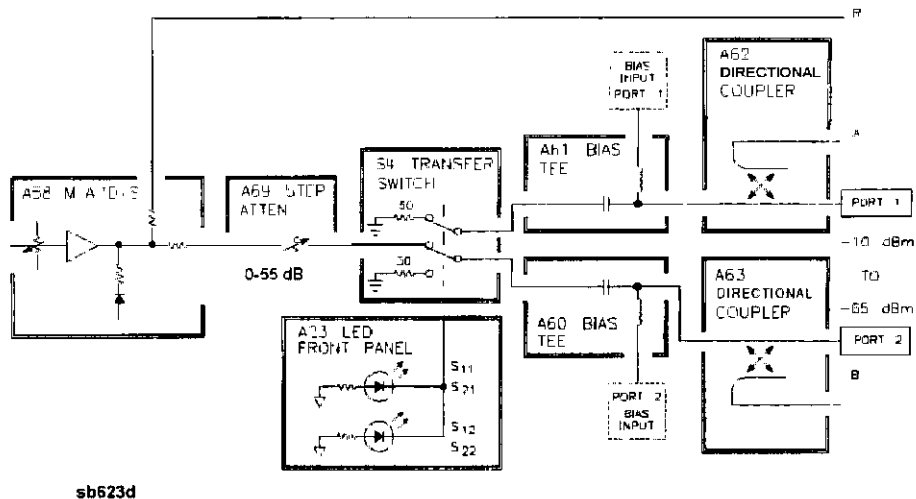 R
A62
DIRECTIONAL
COUPLER
BIAS
INPUT
PORT 1
A
S4 TRANSFER
SWITCH
A61 BIAS
TEE
A69 STEP
ATTEN
50
PORT 1
-10 dBm
TO
-65 dBm
0-55 dB
50
A63
DIRECTIONAL
COUPLER
A60 BIAS
TEE
PORT 2
A23 LED
FRONT PANEL
S11
S21
B
PORT 2
BIAS
INPUT
S12
S22
sb623d